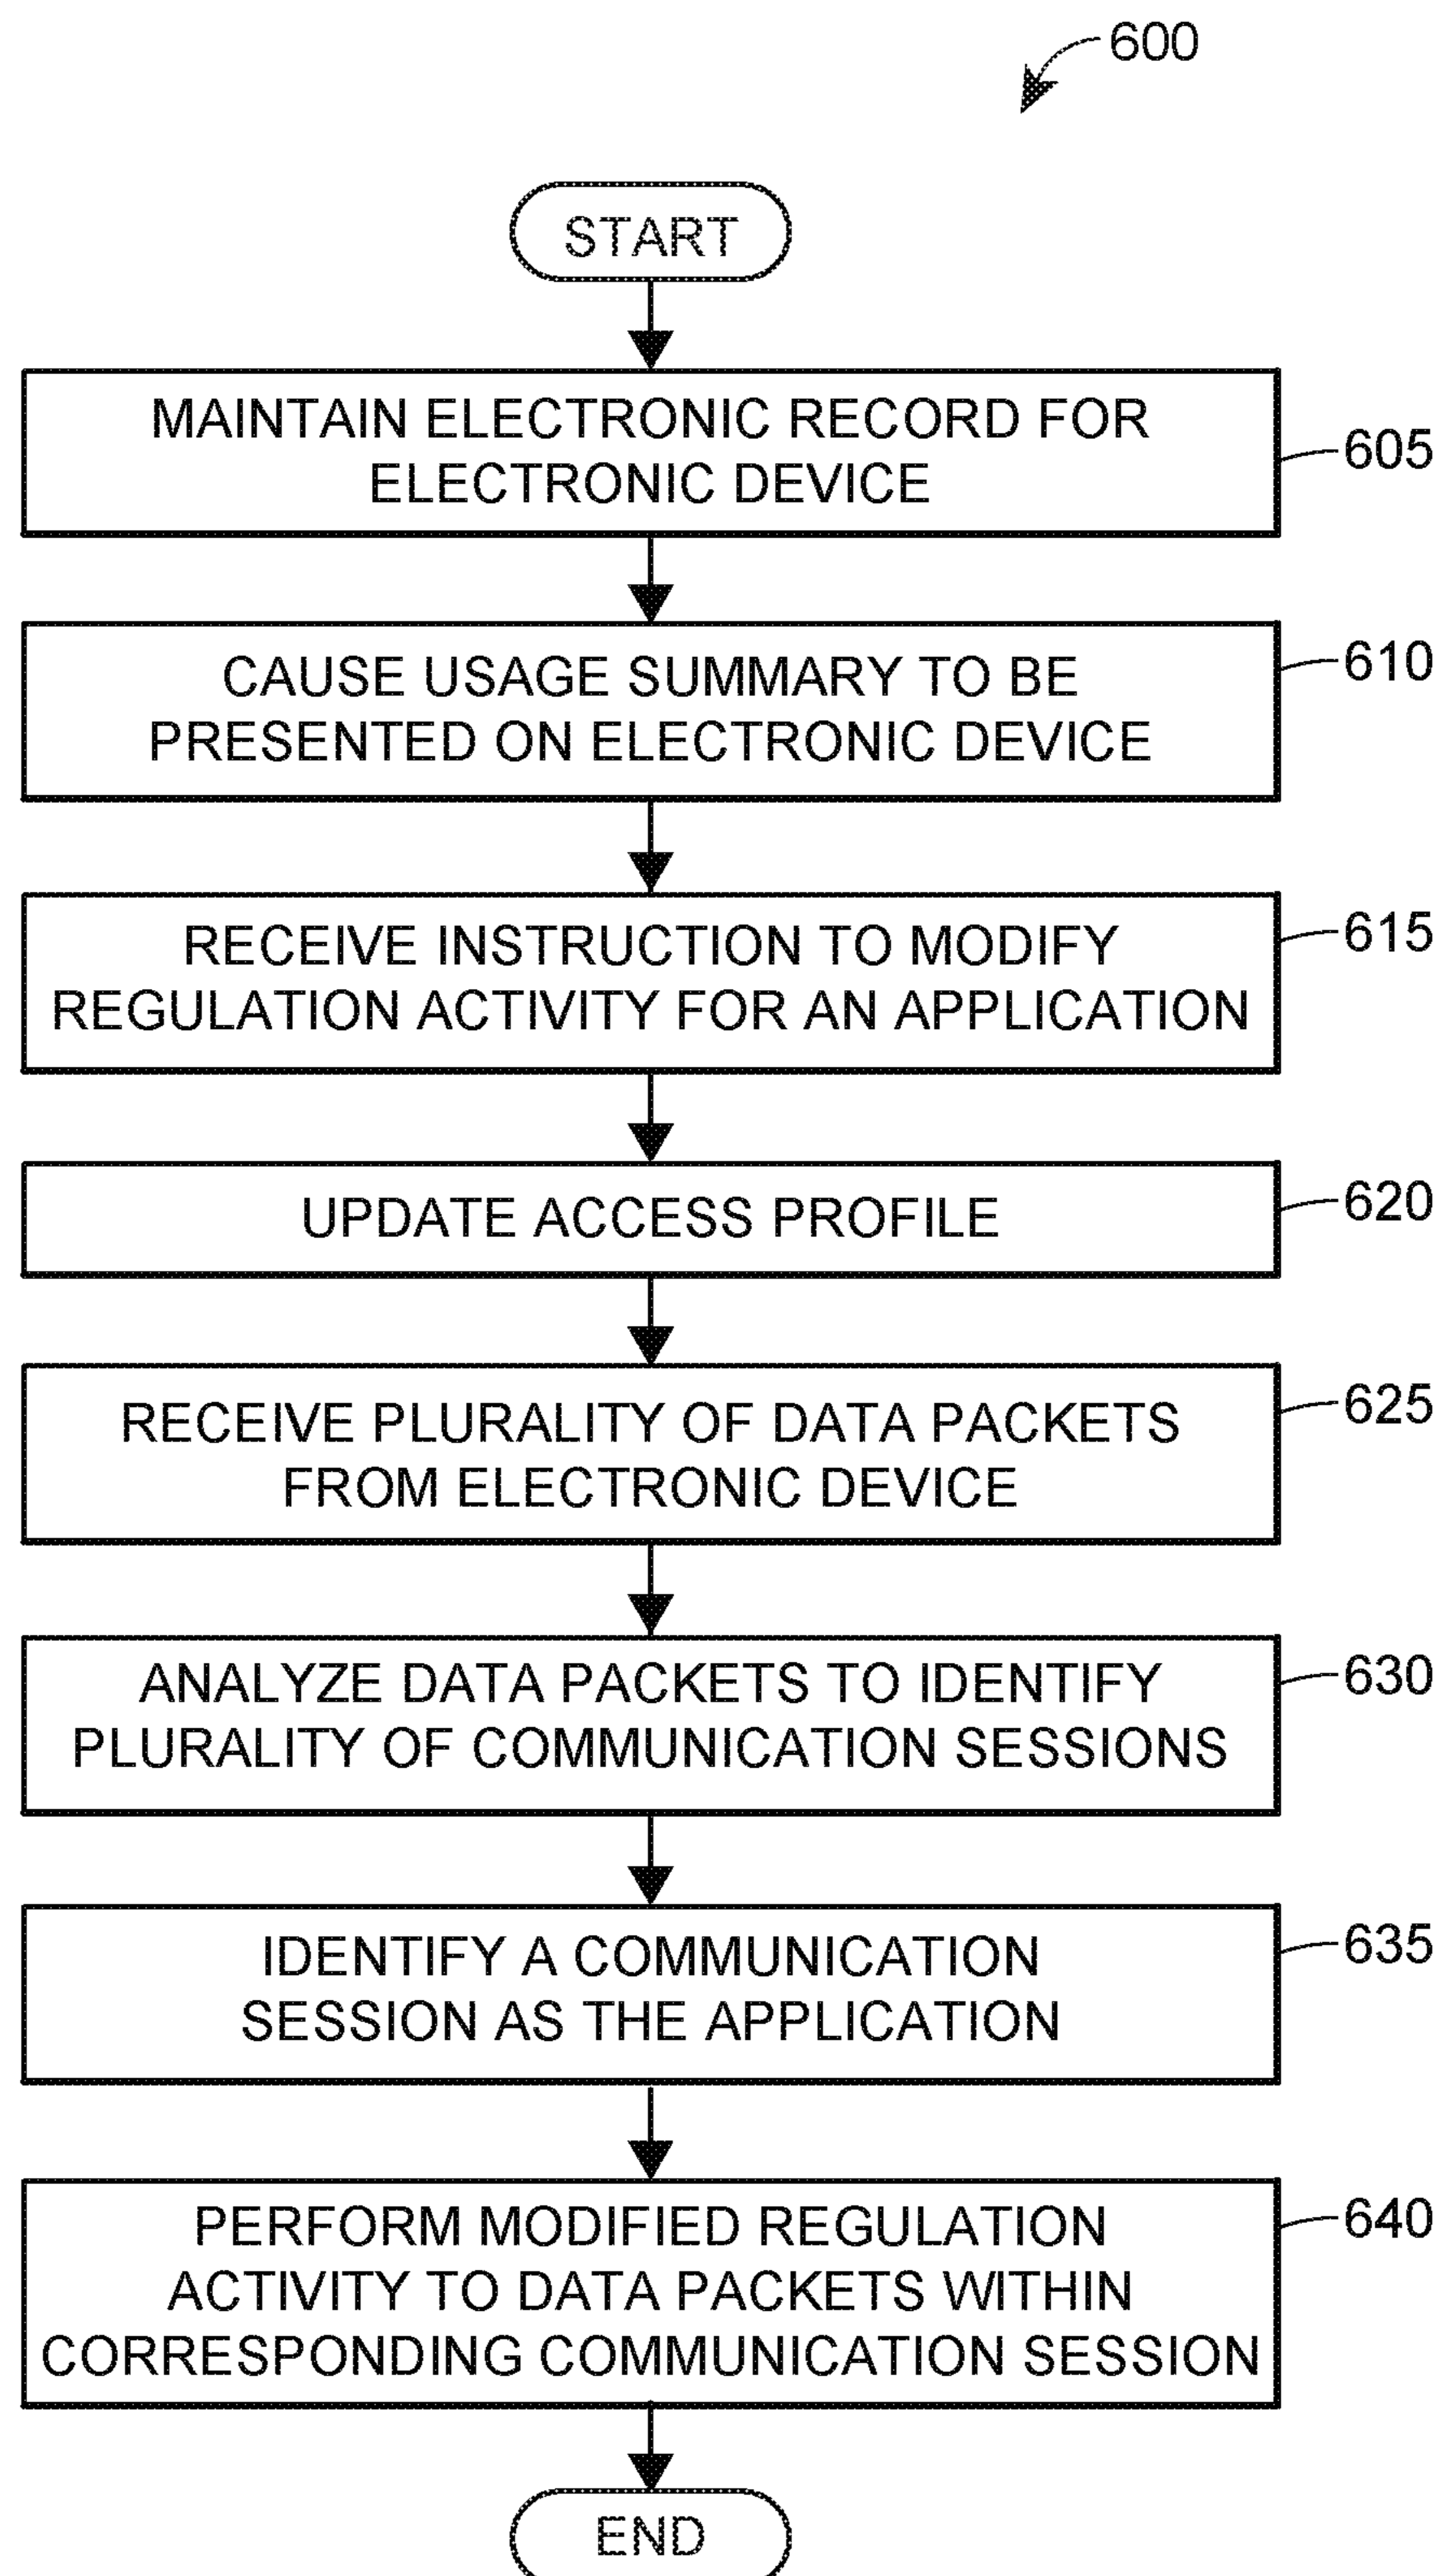 600
START
MAINTAIN ELECTRONIC RECORD FOR
ELECTRONIC DEVICE
605
CAUSE USAGE SUMMARY TO BE
PRESENTED ON ELECTRONIC DEVICE
610
RECEIVE INSTRUCTION TO MODIFY
REGULATION ACTIVITY FOR AN APPLICATION
615
UPDATE ACCESS PROFILE
620
RECEIVE PLURALITY OF DATA PACKETS
FROM ELECTRONIC DEVICE
625
ANALYZE DATA PACKETS TO IDENTIFY
PLURALITY OF COMMUNICATION SESSIONS
630
IDENTIFY A COMMUNICATION
SESSION AS THE APPLICATION
635
PERFORM MODIFIED REGULATION
ACTIVITY TO DATA PACKETS WITHIN
CORRESPONDING COMMUNICATION SESSION
640
END